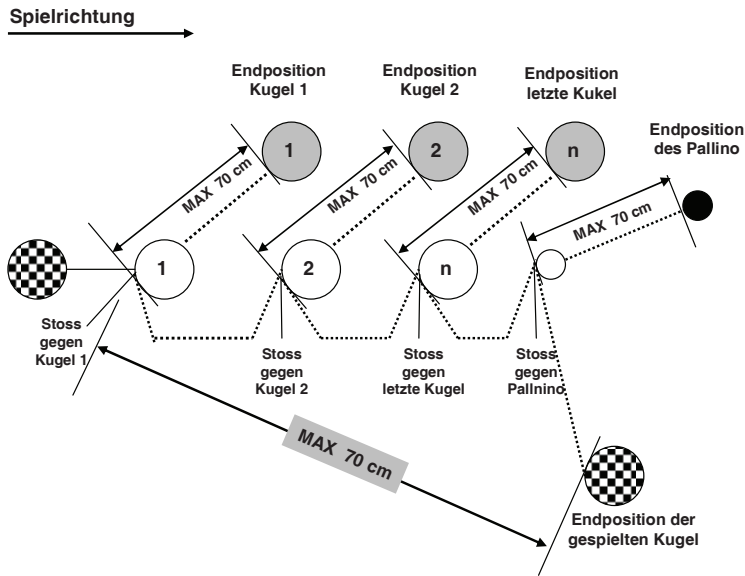 Spielrichtung
Endposition
Kugel 1
Endposition
Kugel 2
Endposition
letzte Kukel
Endposition
des Pallino
1
2
n
MAX 70 cm
MAX 70 cm
MAX 70 cm
MAX 70 cm
1
2
n
Stoss
gegen
Kugel 1
Stoss
gegen
Kugel 2
Stoss
gegen
letzte Kugel
Stoss
gegen
Pallnino
MAX 70 cm
Endposition der
gespielten Kugel